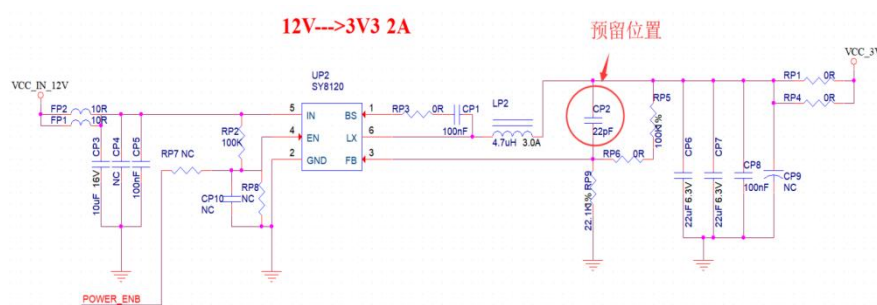 12V--->3V3 2A
预留位置
VCC_IN_12V
VCC_3V
FP2 10R
FP1 10R
UP2
SY8120
5 IN
BS 1
4 EN
LX 6
2 GND
FB 3
RP3 0R
CP1
100nF
LP2
4.7uH 3.0A
CP2
22pF
RP5
100K1%
RP6 0R
RP9
22.1K1%
RP1 0R
RP4 0R
CP3
10uF 16V
CP4
NC
CP5
100nF
RP2
100K
RP7 NC
CP10
NC
RP8
NC
CP6
22uF 6.3V
CP7
22uF 6.3V
CP8
100nF
CP9
NC
POWER_ENB